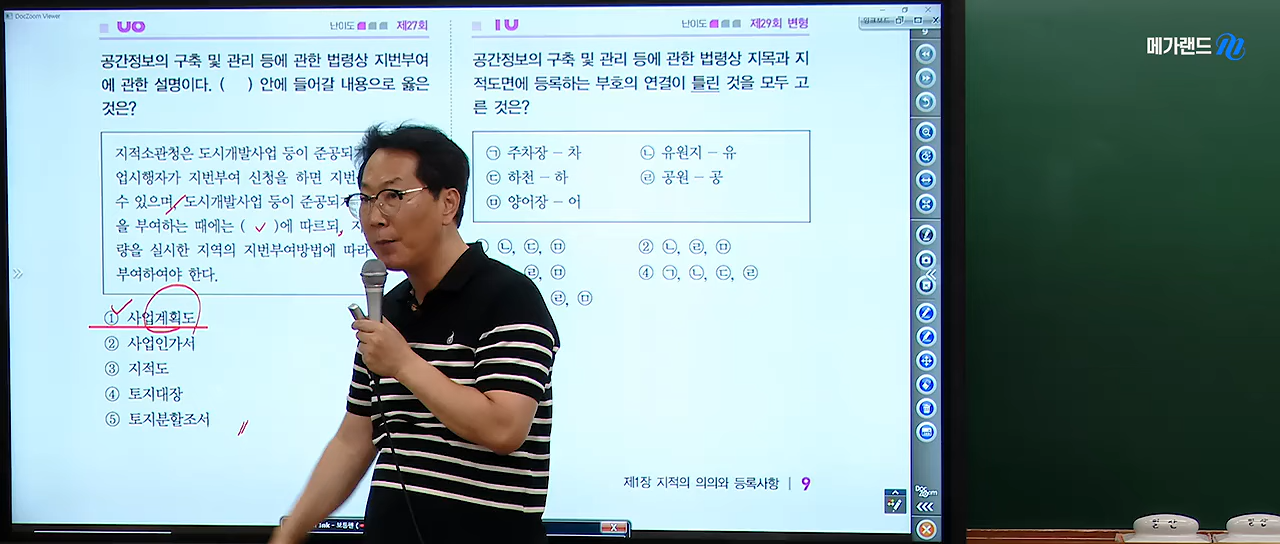 DocZoom Viewer
08
난이도 제27회
공간정보의 구축 및 관리 등에 관한 법령상 지번부여
에 관한 설명이다. ( ) 안에 들어갈 내용으로 옳은
것은?
지적소관청은 도시개발사업 등이 준공되기
업시행자가 지번부여 신청을 하면 지번
수 있으며, 도시개발사업 등이 준공되기
을 부여하는 때에는 ( )에 따르되, 지
량을 실시한 지역의 지번부여방법에 따라
부여하여야 한다.
① 사업계획도
② 사업인가서
③ 지적도
④ 토지대장
⑤ 토지분할조서
10
난이도 제29회 변형
공간정보의 구축 및 관리 등에 관한 법령상 지목과 지
적도면에 등록하는 부호의 연결이 틀린 것을 모두 고
른 것은?
㉠ 주차장 – 차 ㉡ 유원지 – 유
㉢ 하천 – 하 ㉣ 공원 – 공
㉤ 양어장 – 어
㉡, ㉢, ㉤ ② ㉡, ㉣, ㉤
㉣, ㉤ ④ ㉠, ㉡, ㉢, ㉣
㉣, ㉤
제1장 지적의 의의와 등록사항 | 9
메가랜드
9
일산
일산